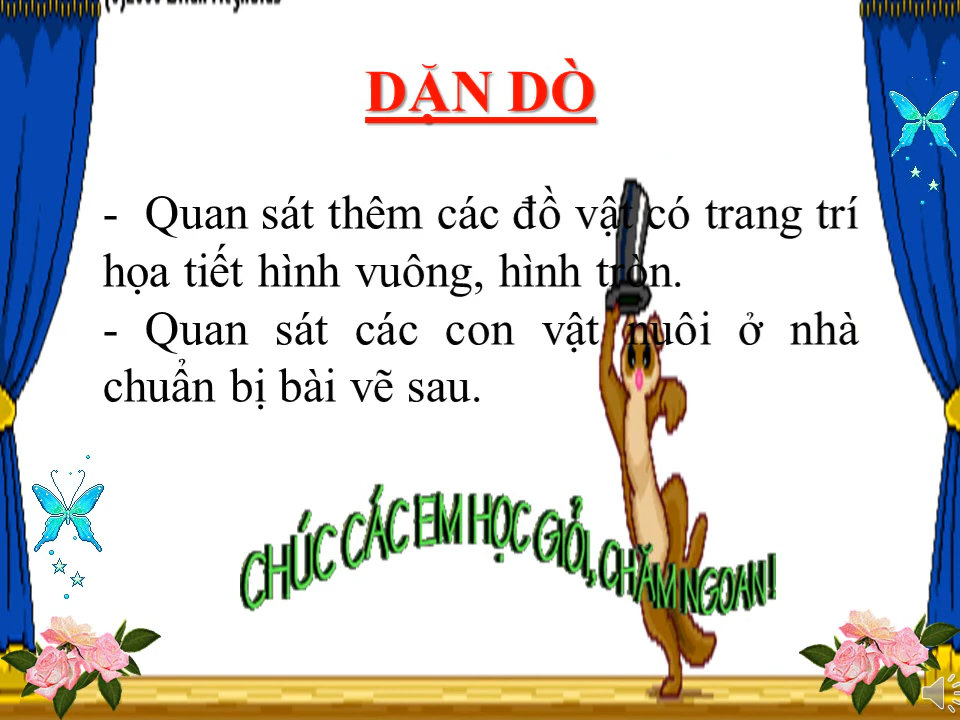 DẶN DÒ
- Quan sát thêm các đồ vật có trang trí
họa tiết hình vuông, hình tròn.
- Quan sát các con vật nuôi ở nhà
chuẩn bị bài vẽ sau.
CHÚC CÁC EM HỌC GIỎI, CHĂM NGOAN !